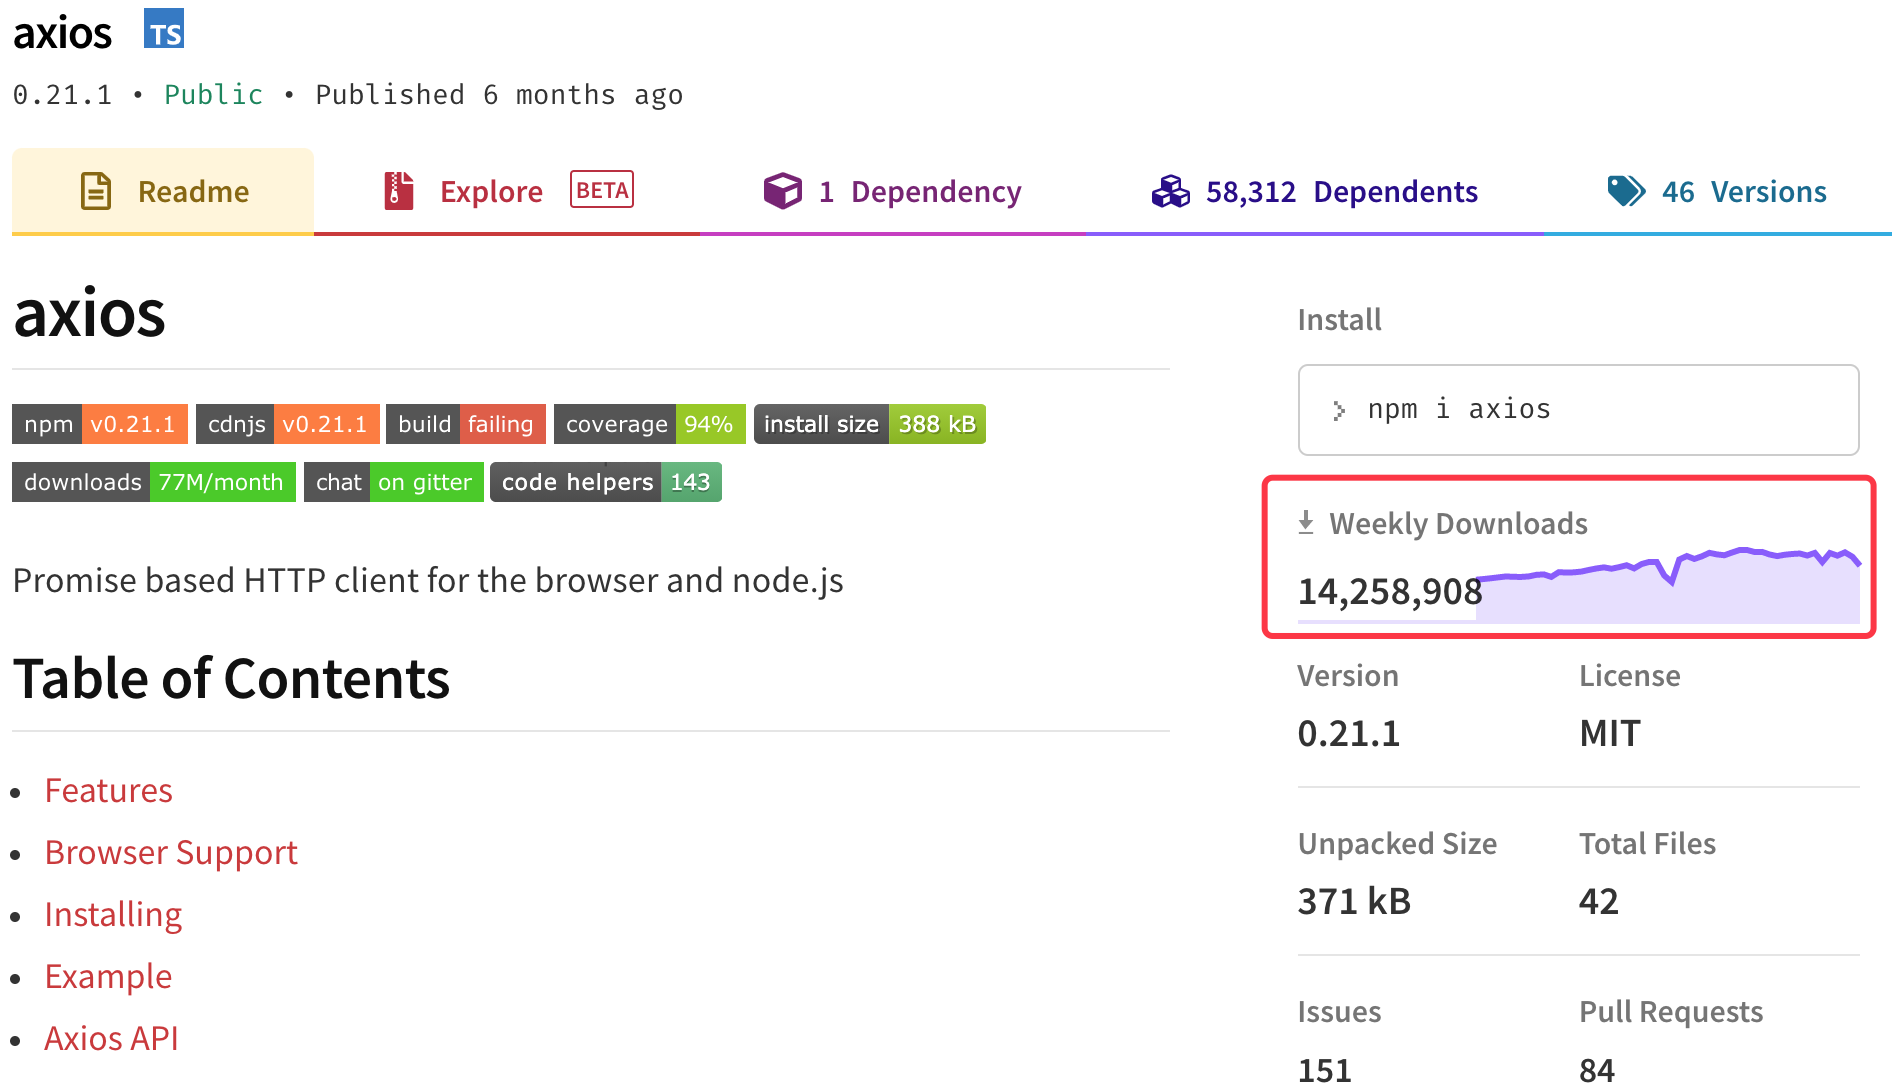 axios TS
0.21.1 • Public • Published 6 months ago
Readme Explore BETA 1 Dependency 58,312 Dependents 46 Versions
axios
npm v0.21.1 cdnjs v0.21.1 build failing coverage 94% install size 388 kB
downloads 77M/month chat on gitter code helpers 143
Promise based HTTP client for the browser and node.js
Table of Contents
• Features
• Browser Support
• Installing
• Example
• Axios API
Install
npm i axios
Weekly Downloads
14,258,908
Version License
0.21.1 MIT
Unpacked Size Total Files
371 kB 42
Issues Pull Requests
151 84